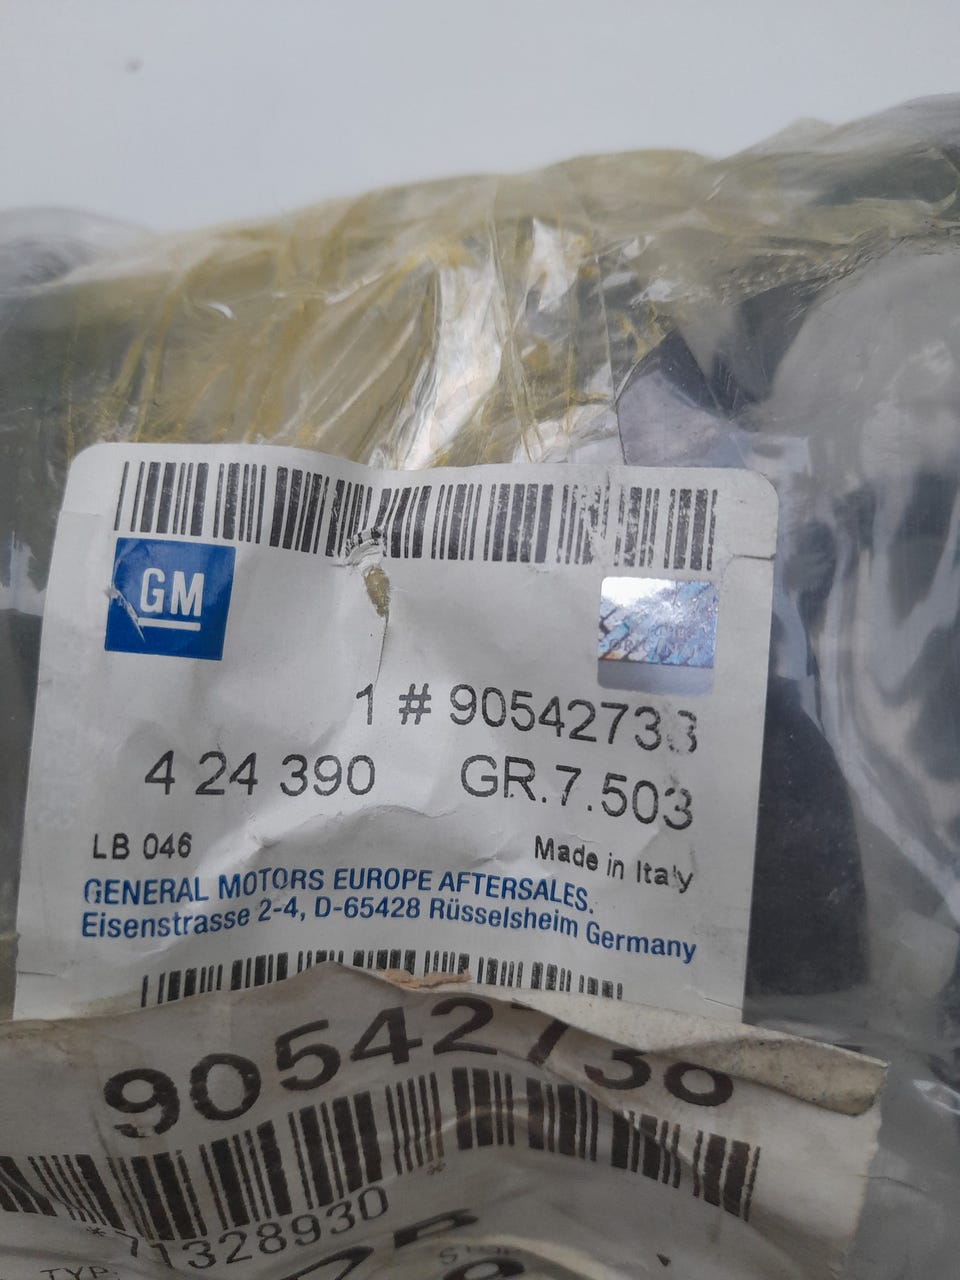 GM
1 # 90542738
4 24 390 GR.7.503
LB 046 Made in Italy
GENERAL MOTORS EUROPE AFTERSALES.
Eisenstrasse 2-4, D-65428 Rüsselsheim Germany
90542738
*71328930
TYP